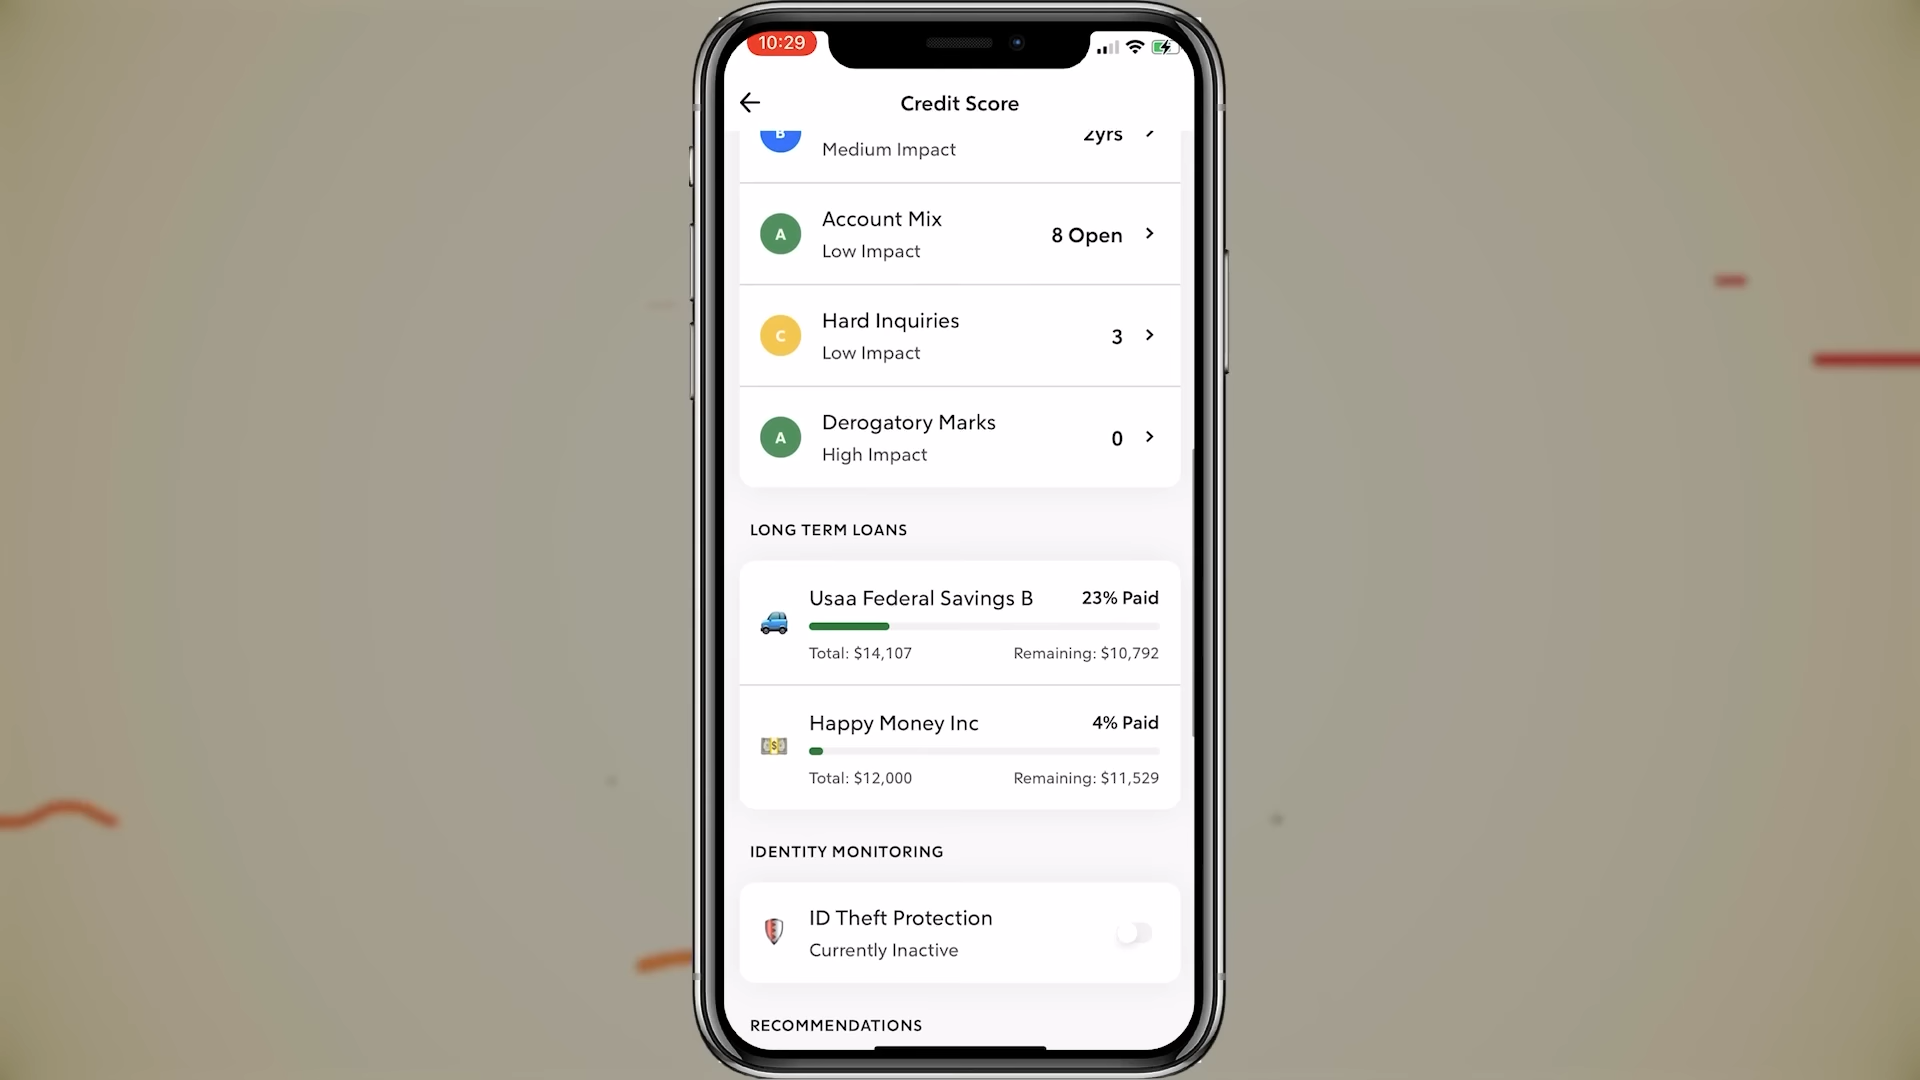 10:29
Credit Score
B
2yrs
Medium Impact
A
Account Mix
8 Open
Low Impact
C
Hard Inquiries
3
Low Impact
A
Derogatory Marks
0
High Impact
LONG TERM LOANS
Usaa Federal Savings B
23% Paid
Total: $14,107
Remaining: $10,792
Happy Money Inc
4% Paid
Total: $12,000
Remaining: $11,529
IDENTITY MONITORING
ID Theft Protection
Currently Inactive
RECOMMENDATIONS